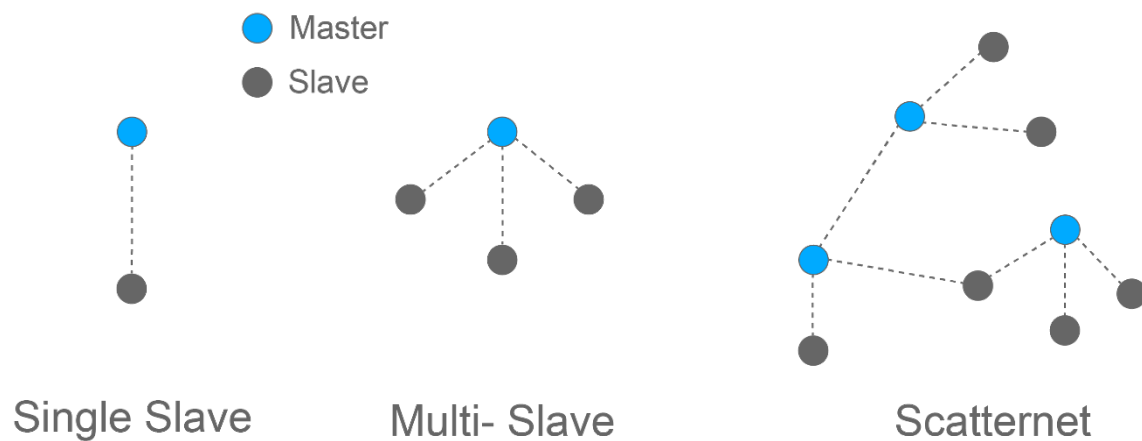 Master
Slave
Single Slave
Multi- Slave
Scatternet